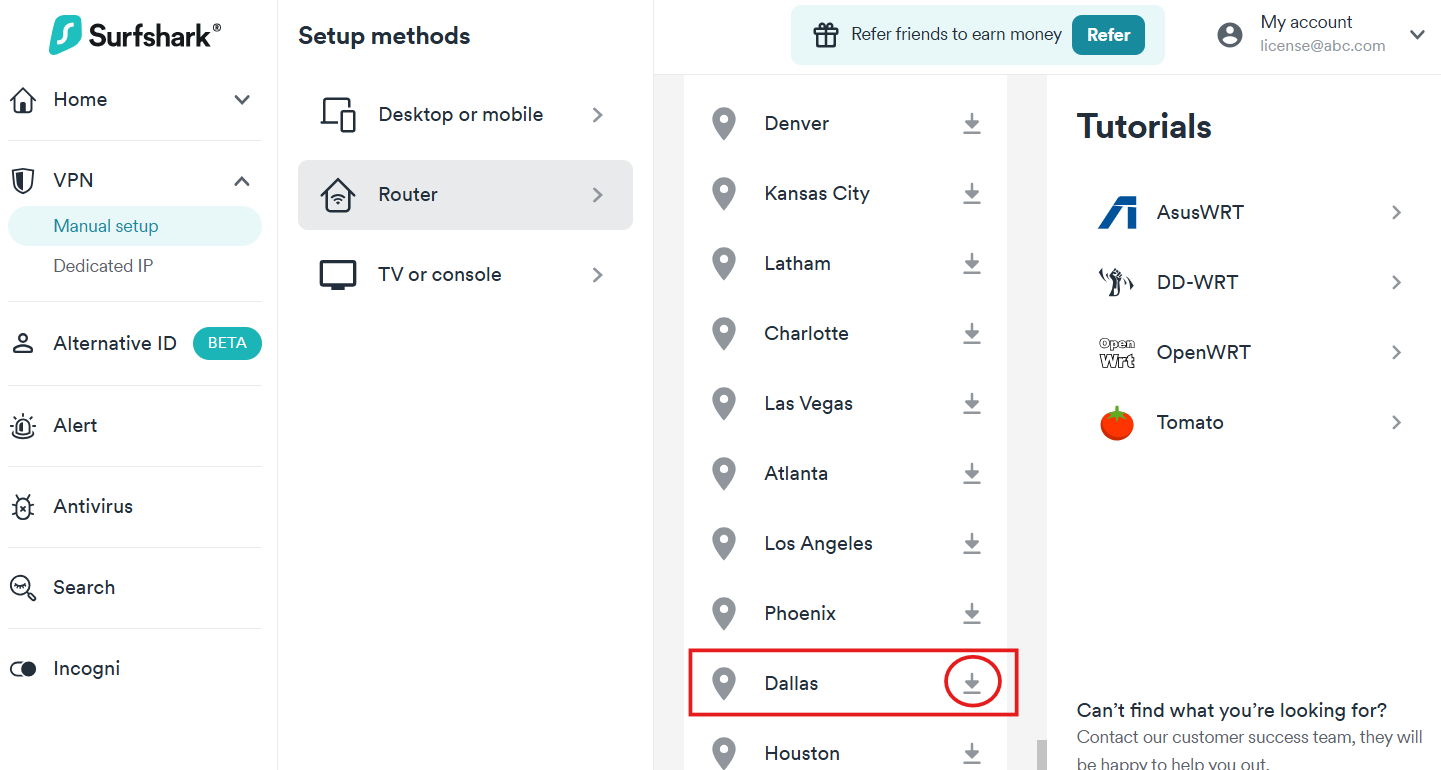 Surfshark®
Home
VPN
Manual setup
Dedicated IP
Alternative ID BETA
Alert
Antivirus
Search
Incogni
Setup methods
Desktop or mobile
Router
TV or console
Refer friends to earn money Refer
My account
license@abc.com
Denver
Kansas City
Latham
Charlotte
Las Vegas
Atlanta
Los Angeles
Phoenix
Dallas
Houston
Tutorials
AsusWRT
DD-WRT
Open
Wrt
OpenWRT
Tomato
Can’t find what you’re looking for?
Contact our customer success team, they will
be happy to help you out.